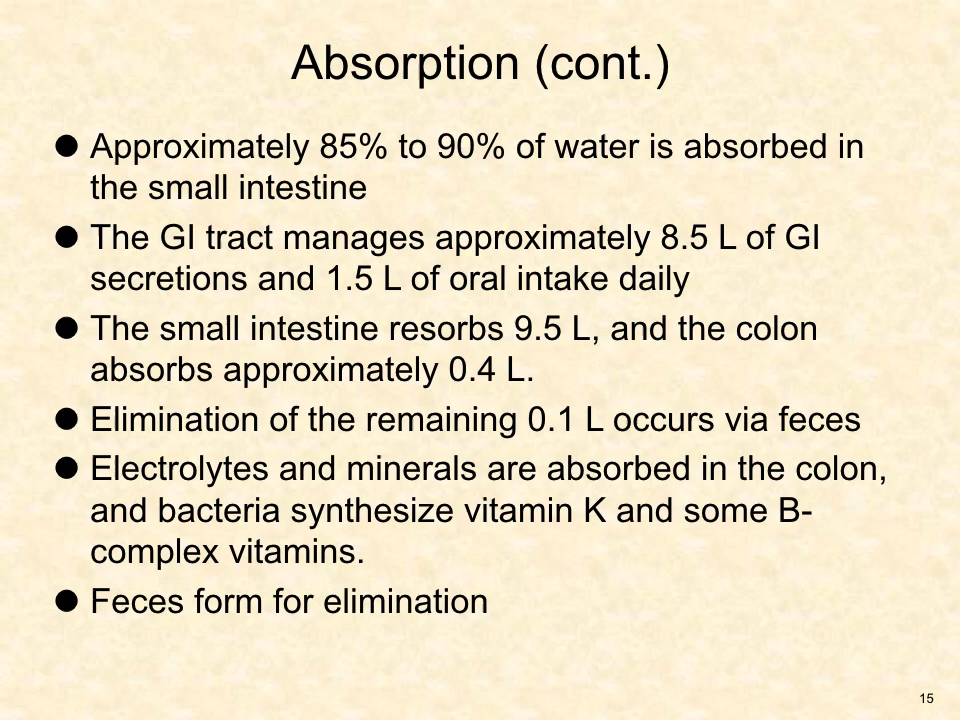 Absorption (cont.)
● Approximately 85% to 90% of water is absorbed in
the small intestine
● The GI tract manages approximately 8.5 L of GI
secretions and 1.5 L of oral intake daily
● The small intestine resorbs 9.5 L, and the colon
absorbs approximately 0.4 L.
● Elimination of the remaining 0.1 L occurs via feces
● Electrolytes and minerals are absorbed in the colon,
and bacteria synthesize vitamin K and some B-
complex vitamins.
● Feces form for elimination
15